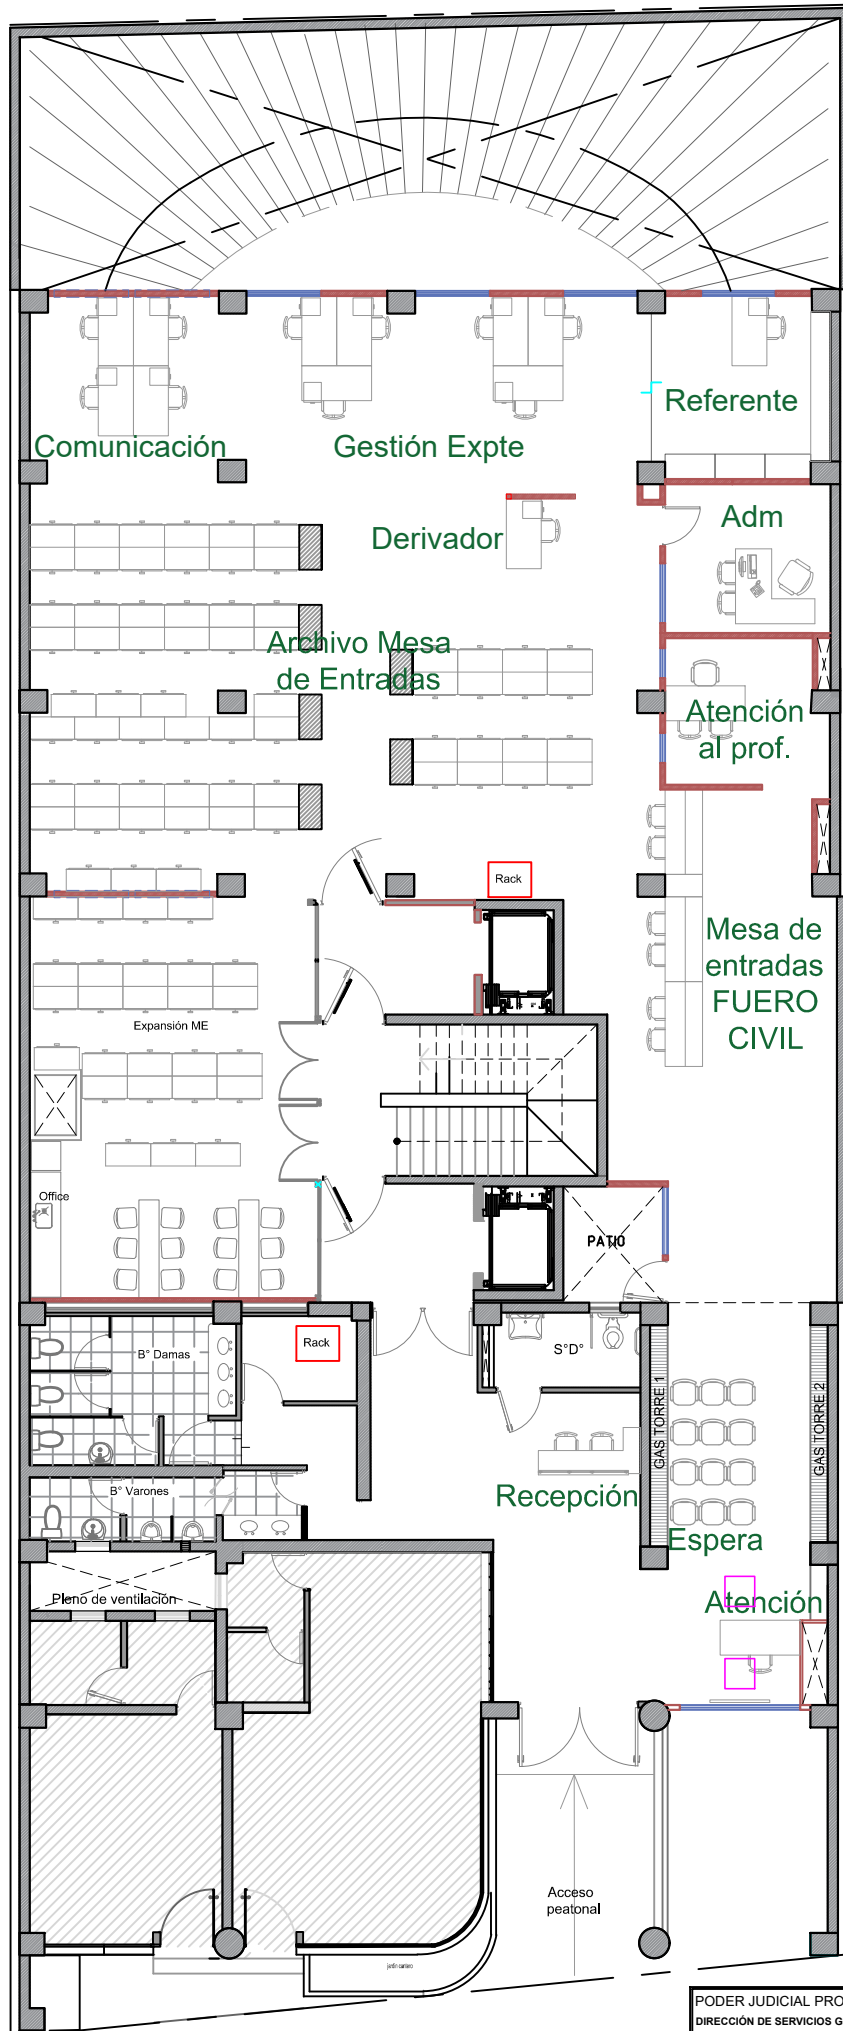 Referente
Comunicación
Gestión Expte
Adm
Derivador
Archivo Mesa
de Entradas
Atención
al prof.
Rack
Mesa de
entradas
FUERO
CIVIL
Expansión ME
Office
PATIO
Rack
B° Damas
S°D°
GAS TORRE 1
GAS TORRE 2
B° Varones
Recepción
Espera
Pleno de ventilación
Atención
Acceso
peatonal
jardin cantero
PODER JUDICIAL PRO
DIRECCIÓN DE SERVICIOS G